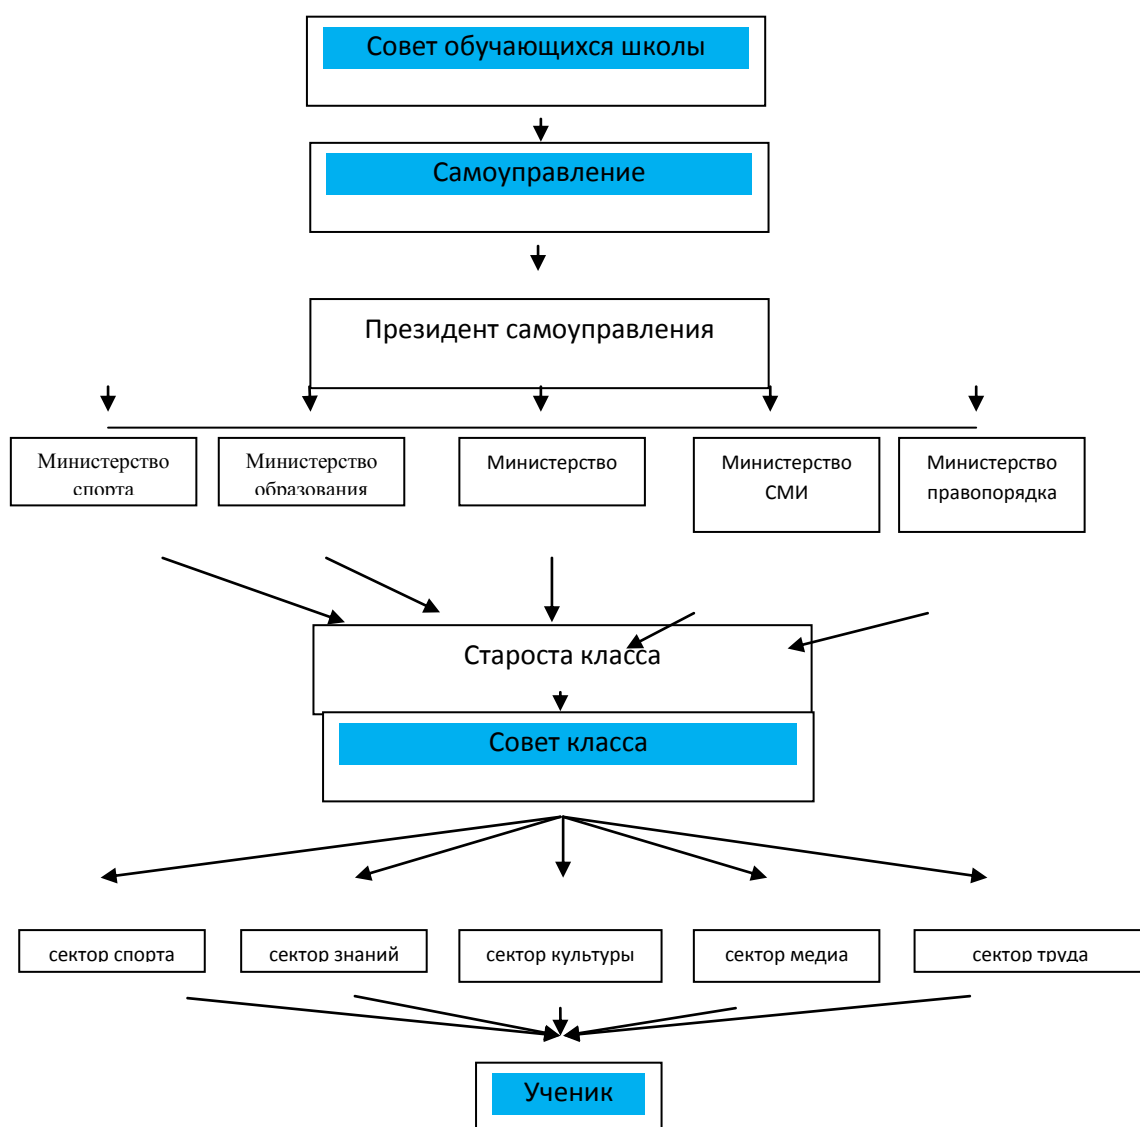 Совет обучающихся школы
Самоуправление
Президент самоуправления
Министерство
спорта
Министерство
образования
Министерство
Министерство
СМИ
Министерство
правопорядка
Староста класса
Совет класса
сектор спорта
сектор знаний
сектор культуры
сектор медиа
сектор труда
Ученик